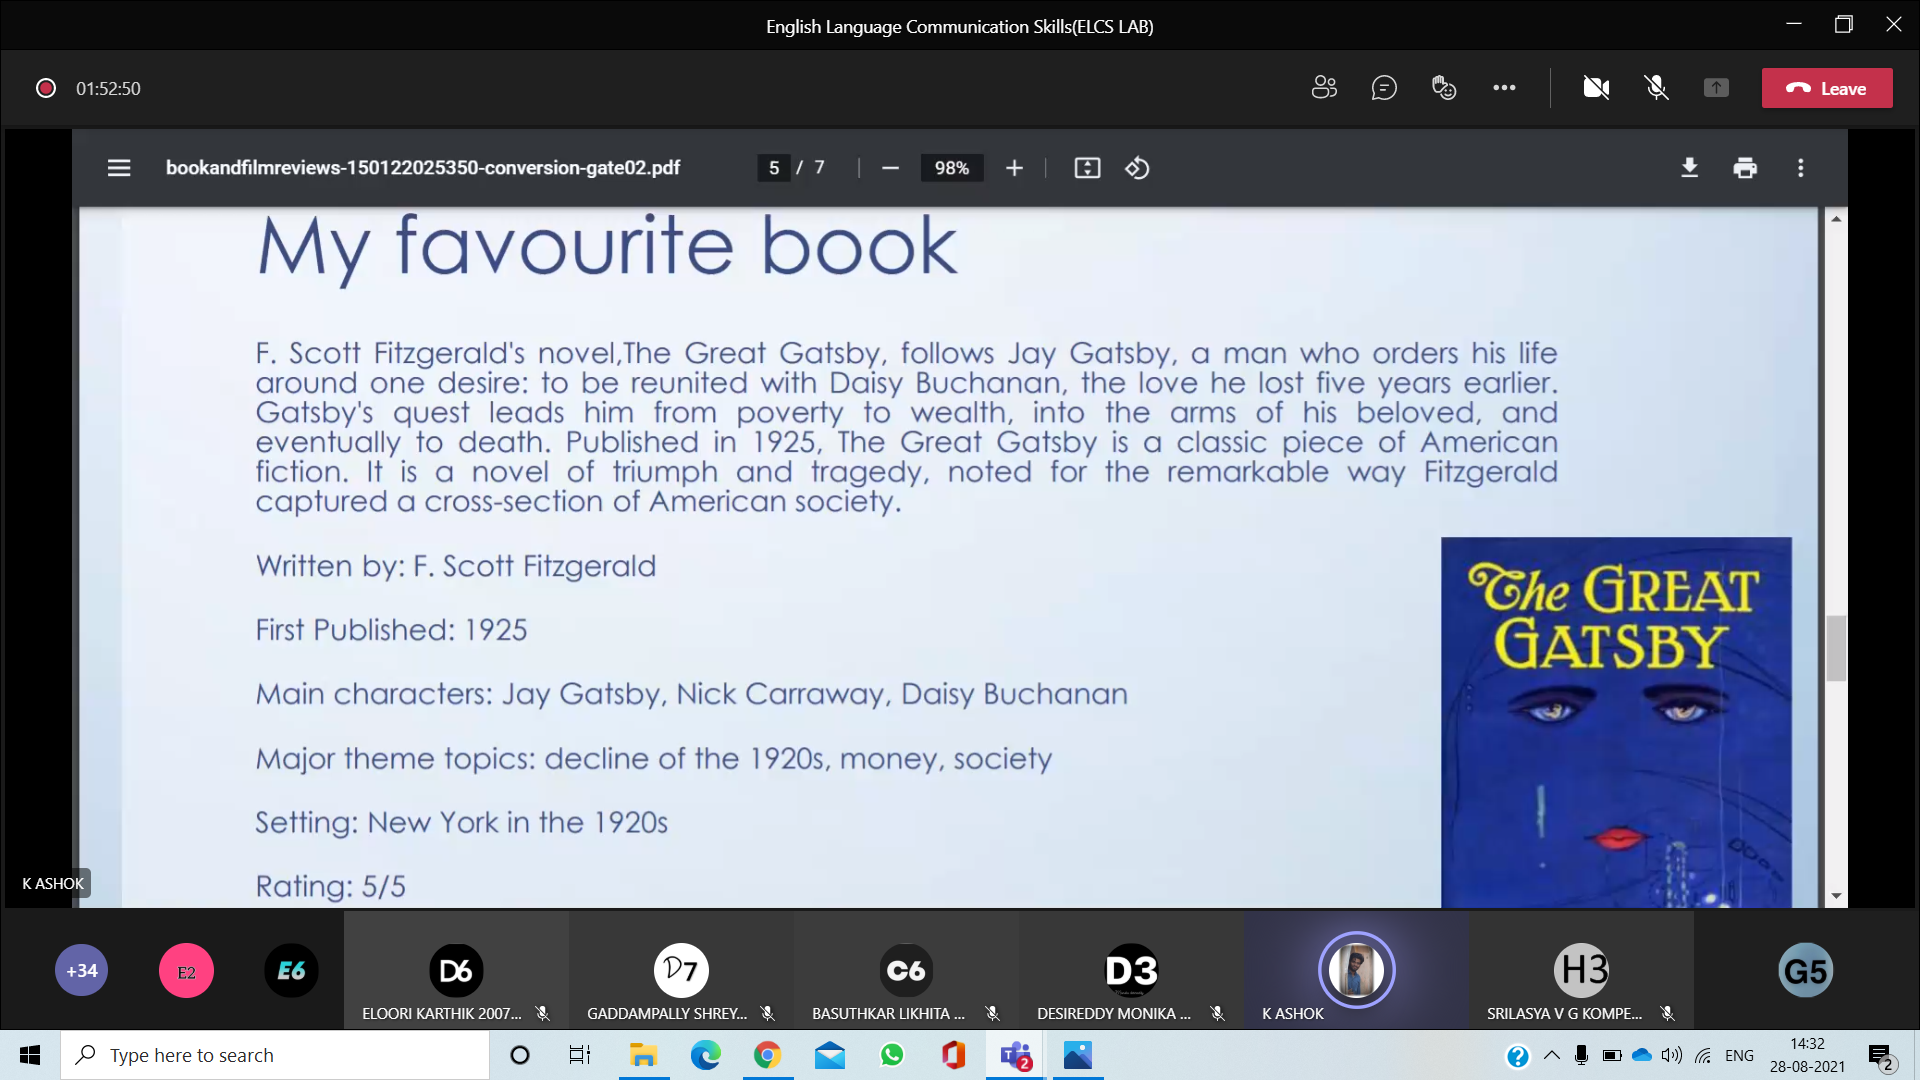 English Language Communication Skills(ELCS LAB)
01:52:50
Leave
bookandfilmreviews-150122025350-conversion-gate02.pdf
5 / 7
98%
My favourite book
F. Scott Fitzgerald's novel,The Great Gatsby, follows Jay Gatsby, a man who orders his life
around one desire: to be reunited with Daisy Buchanan, the love he lost five years earlier.
Gatsby's quest leads him from poverty to wealth, into the arms of his beloved, and
eventually to death. Published in 1925, The Great Gatsby is a classic piece of American
fiction. It is a novel of triumph and tragedy, noted for the remarkable way Fitzgerald
captured a cross-section of American society.
Written by: F. Scott Fitzgerald
First Published: 1925
Main characters: Jay Gatsby, Nick Carraway, Daisy Buchanan
Major theme topics: decline of the 1920s, money, society
Setting: New York in the 1920s
Rating: 5/5
The GREAT
GATSBY
K ASHOK
+34
E2
E6
D6
ELOORI KARTHIK 2007...
D7
GADDAMPALLY SHREY...
C6
BASUTHKAR LIKHITA ...
D3
DESIREDDY MONIKA ...
K ASHOK
H3
SRILASYA V G KOMPE...
G5
Type here to search
2
ENG
14:32
28-08-2021
2